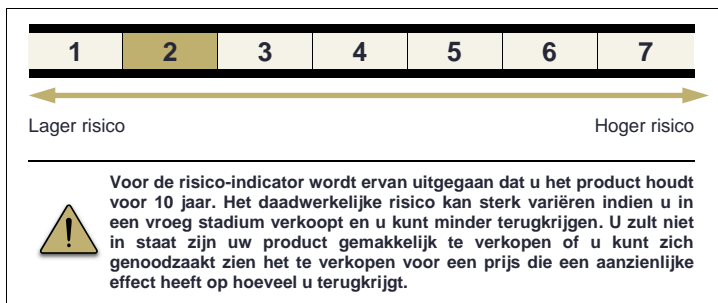 1 2 3 4 5 6 7
Lager risico Hoger risico
Voor de risico-indicator wordt ervan uitgegaan dat u het product houdt
voor 10 jaar. Het daadwerkelijke risico kan sterk variëren indien u in
een vroeg stadium verkoopt en u kunt minder terugkrijgen. U zult niet
in staat zijn uw product gemakkelijk te verkopen of u kunt zich
genoodzaakt zien het te verkopen voor een prijs die een aanzienlijke
effect heeft op hoeveel u terugkrijgt.